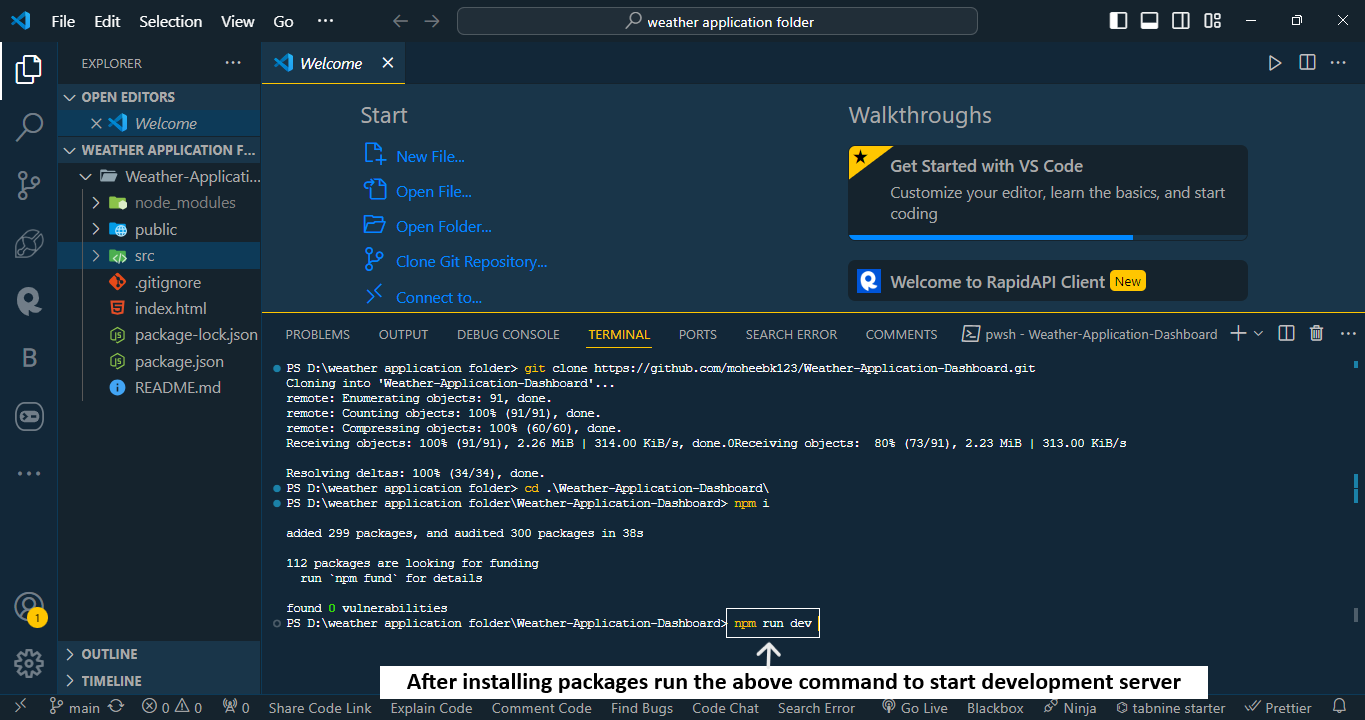 File Edit Selection View Go ··· weather application folder
EXPLORER ···
Welcome
OPEN EDITORS
Welcome
WEATHER APPLICATION F...
Weather-Applicati...
node_modules
public
src
.gitignore
index.html
package-lock.json
package.json
README.md
OUTLINE
TIMELINE
B
1
Start
New File...
Open File...
Open Folder...
Clone Git Repository...
Connect to...
Walkthroughs
Get Started with VS Code
Customize your editor, learn the basics, and start
coding
Welcome to RapidAPI Client New
PROBLEMS OUTPUT DEBUG CONSOLE TERMINAL PORTS SEARCH ERROR COMMENTS pwsh - Weather-Application-Dashboard
PS D:\weather application folder> git clone https://github.com/moheebk123/Weather-Application-Dashboard.git
Cloning into 'Weather-Application-Dashboard'...
remote: Enumerating objects: 91, done.
remote: Counting objects: 100% (91/91), done.
remote: Compressing objects: 100% (60/60), done.
Receiving objects: 100% (91/91), 2.26 MiB | 314.00 KiB/s, done.0Receiving objects:  80% (73/91), 2.23 MiB | 313.00 KiB/s
Resolving deltas: 100% (34/34), done.
PS D:\weather application folder> cd .\Weather-Application-Dashboard\
PS D:\weather application folder\Weather-Application-Dashboard> npm i
added 299 packages, and audited 300 packages in 38s
112 packages are looking for funding
run `npm fund` for details
found 0 vulnerabilities
PS D:\weather application folder\Weather-Application-Dashboard> npm run dev
After installing packages run the above command to start development server
main 0 0 0 Share Code Link Explain Code Comment Code Find Bugs Code Chat Search Error Go Live Blackbox Ninja tabnine starter Prettier